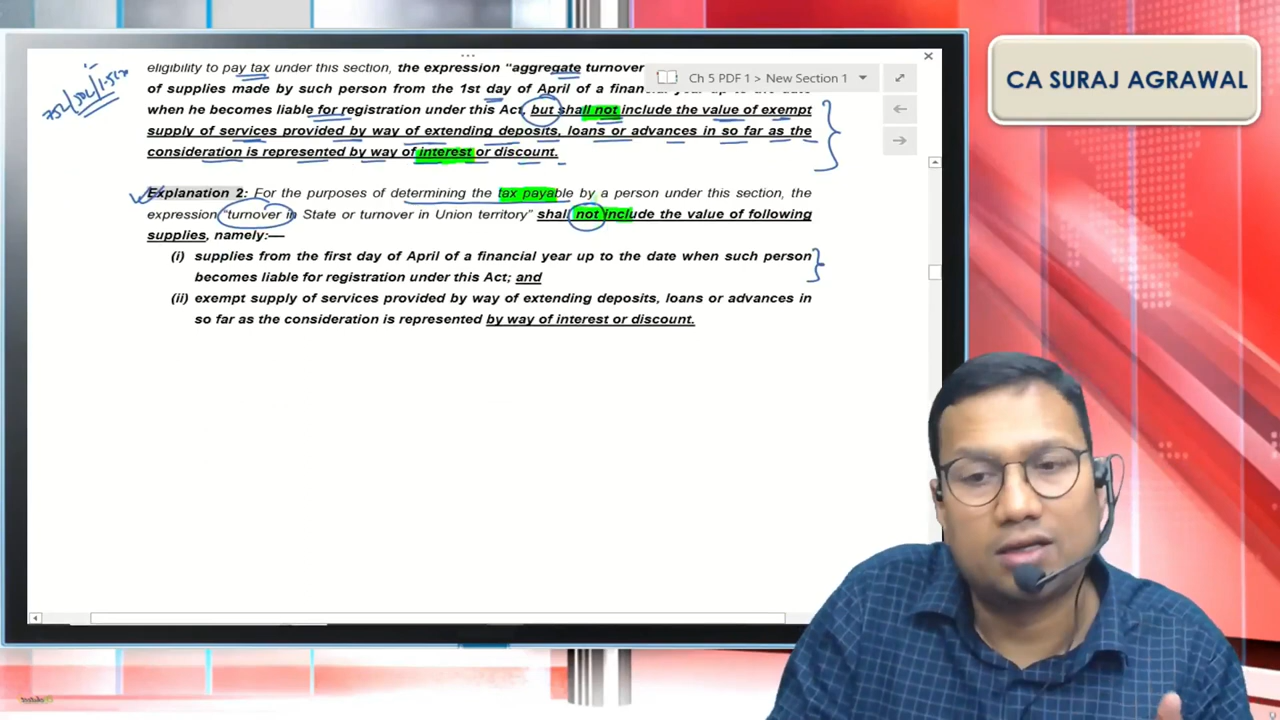 eligibility to pay tax under this section, the expression "aggregate turnover
Ch 5 PDF 1 > New Section 1
of supplies made by such person from the 1st day of April of a financial year up to the date
when he becomes liable for registration under this Act, but shall not include the value of exempt
supply of services provided by way of extending deposits, loans or advances in so far as the
consideration is represented by way of interest or discount.
Explanation 2: For the purposes of determining the tax payable by a person under this section, the
expression "turnover in State or turnover in Union territory" shall not include the value of following
supplies, namely:—
(i) supplies from the first day of April of a financial year up to the date when such person
becomes liable for registration under this Act; and
(ii) exempt supply of services provided by way of extending deposits, loans or advances in
so far as the consideration is represented by way of interest or discount.
CA SURAJ AGRAWAL